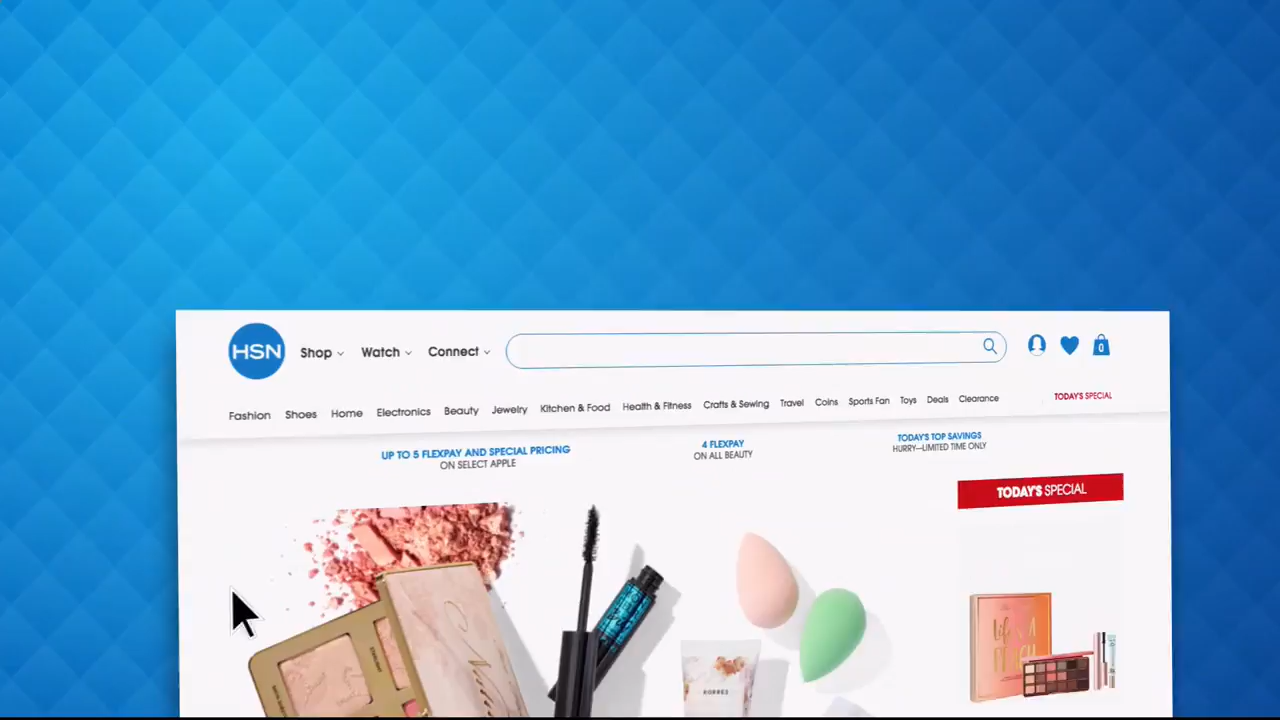 HSN
Shop
Watch
Connect
0
Fashion Shoes Home Electronics Beauty Jewelry Kitchen & Food Health & Fitness Crafts & Sewing Travel Coins Sports Fan Toys Deals Clearance
TODAY'S SPECIAL
UP TO 5 FLEXPAY AND SPECIAL PRICING
ON SELECT APPLE
4 FLEXPAY
ON ALL BEAUTY
TODAY'S TOP SAVINGS
HURRY—LIMITED TIME ONLY
TODAY'S SPECIAL
KORRES